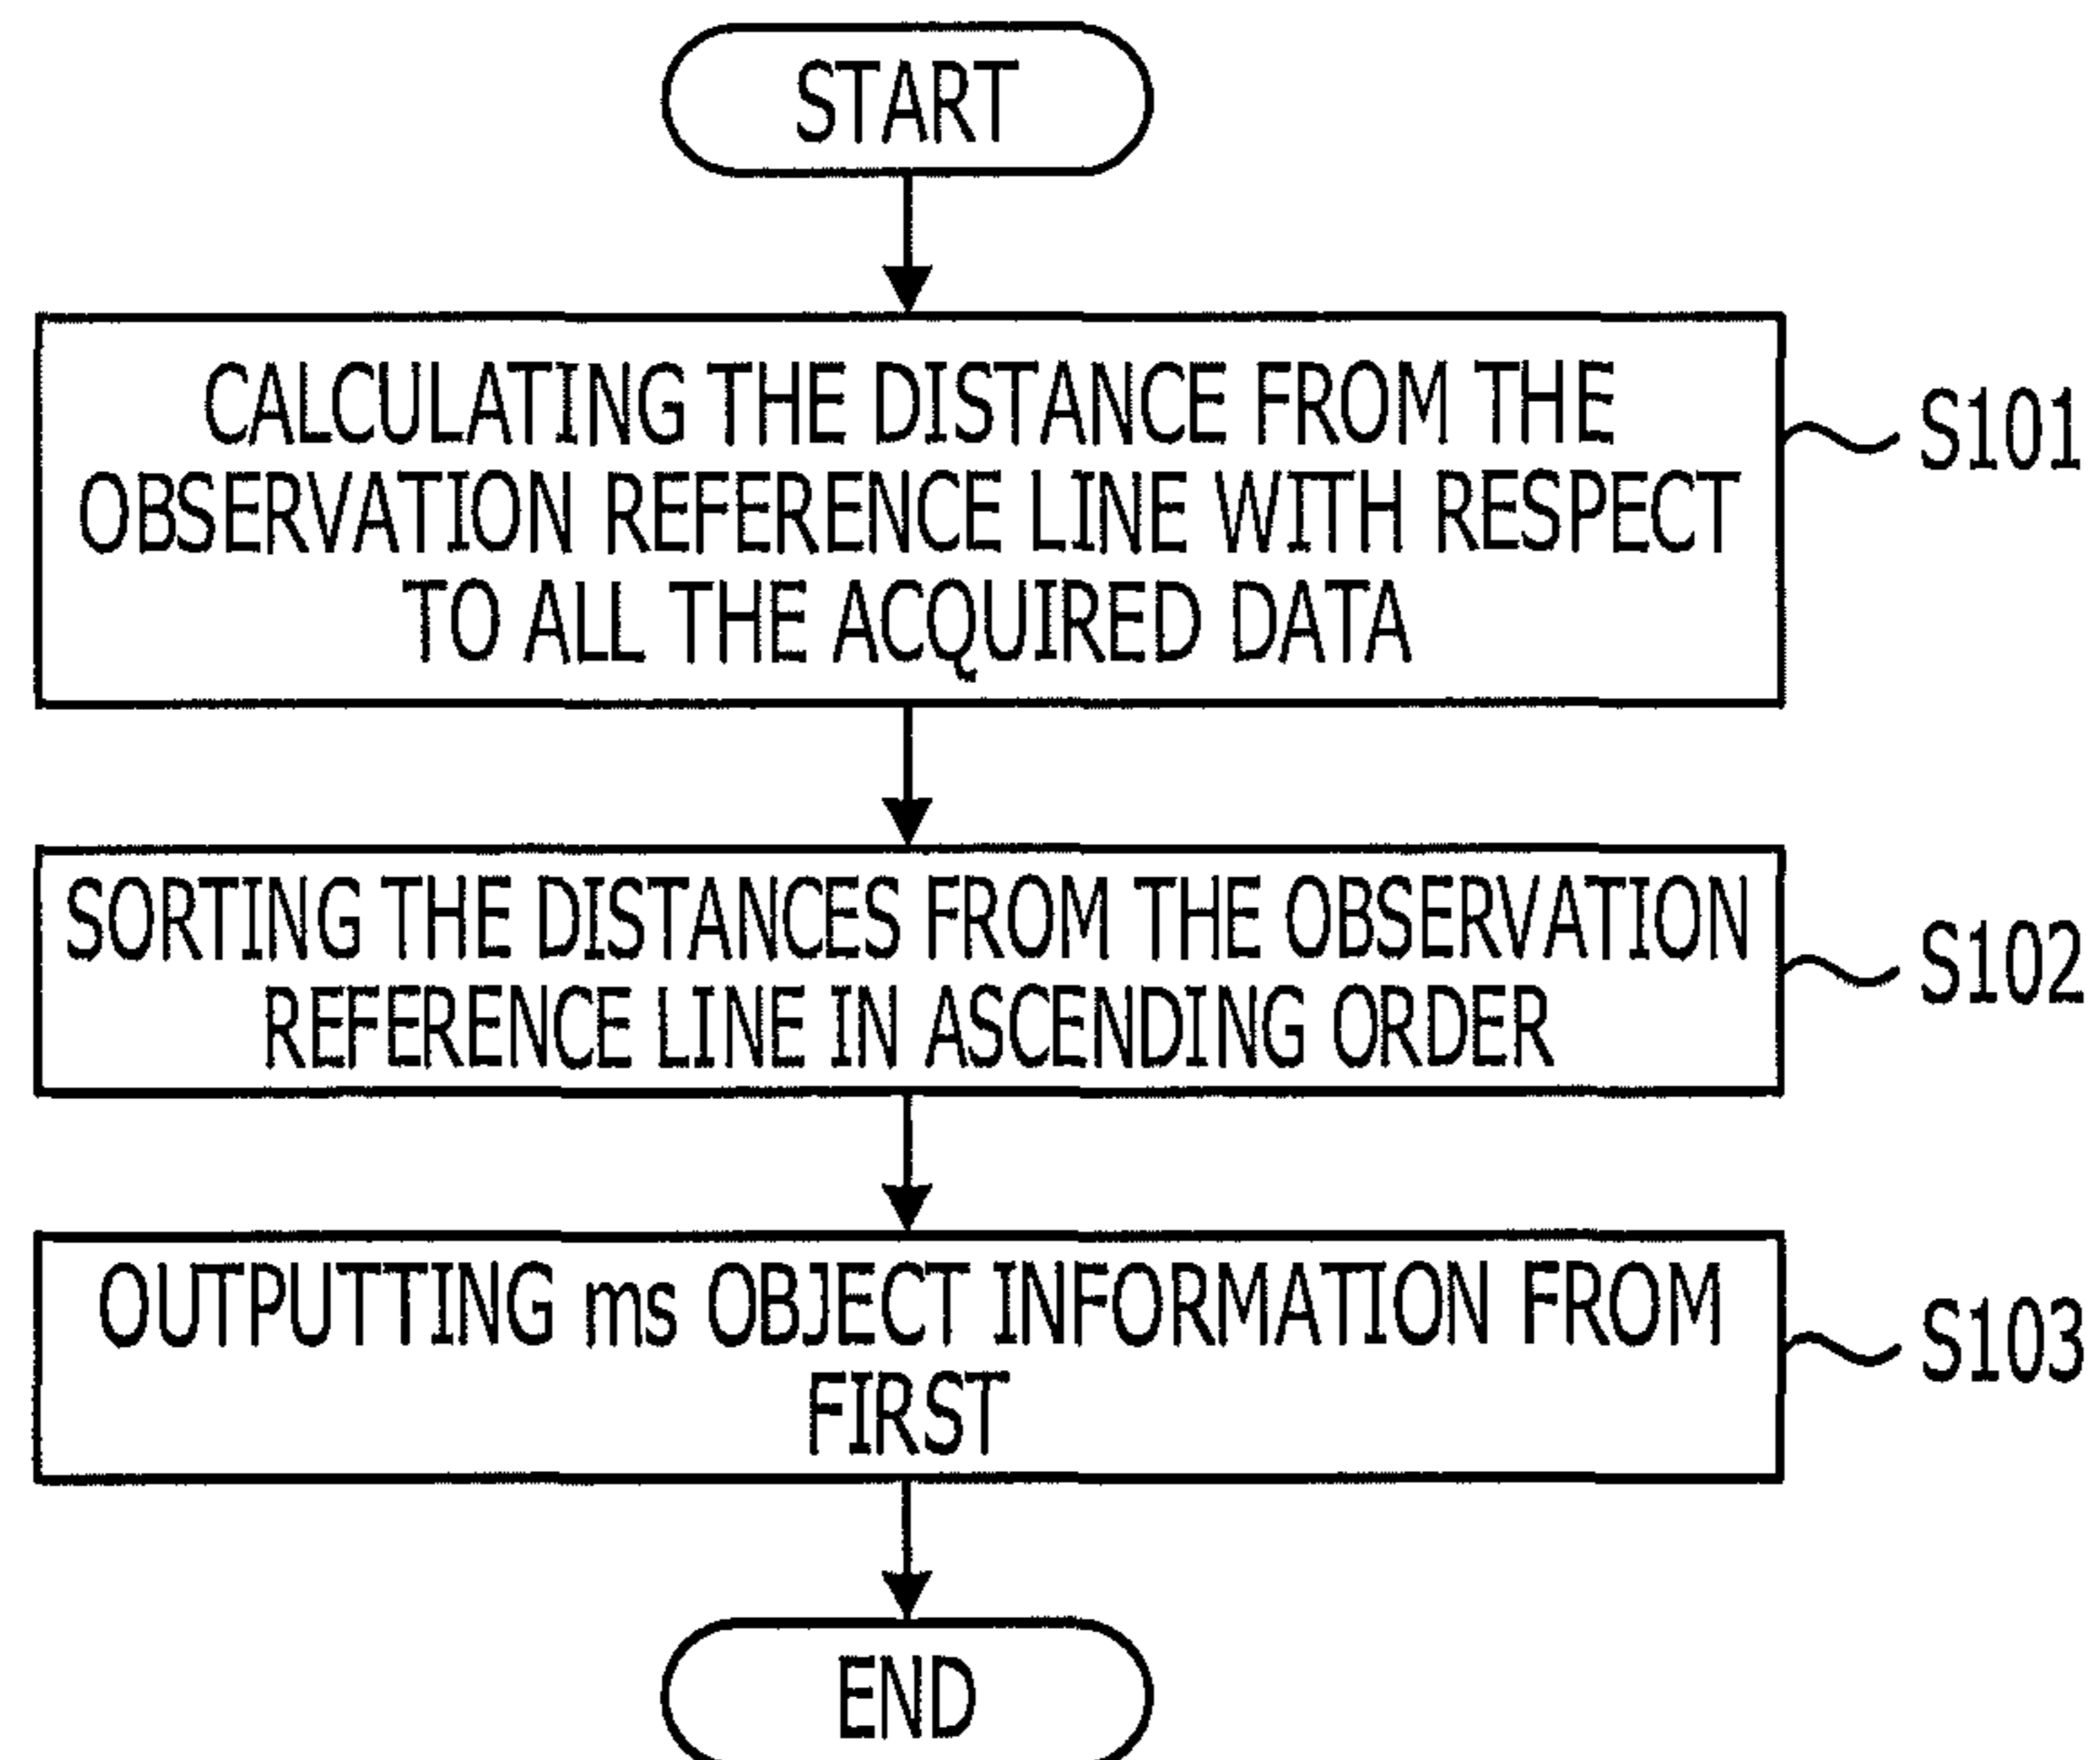 START
CALCULATING THE DISTANCE FROM THE
OBSERVATION REFERENCE LINE WITH RESPECT
TO ALL THE ACQUIRED DATA
S101
SORTING THE DISTANCES FROM THE OBSERVATION
REFERENCE LINE IN ASCENDING ORDER
S102
OUTPUTTING ms OBJECT INFORMATION FROM
FIRST
S103
END